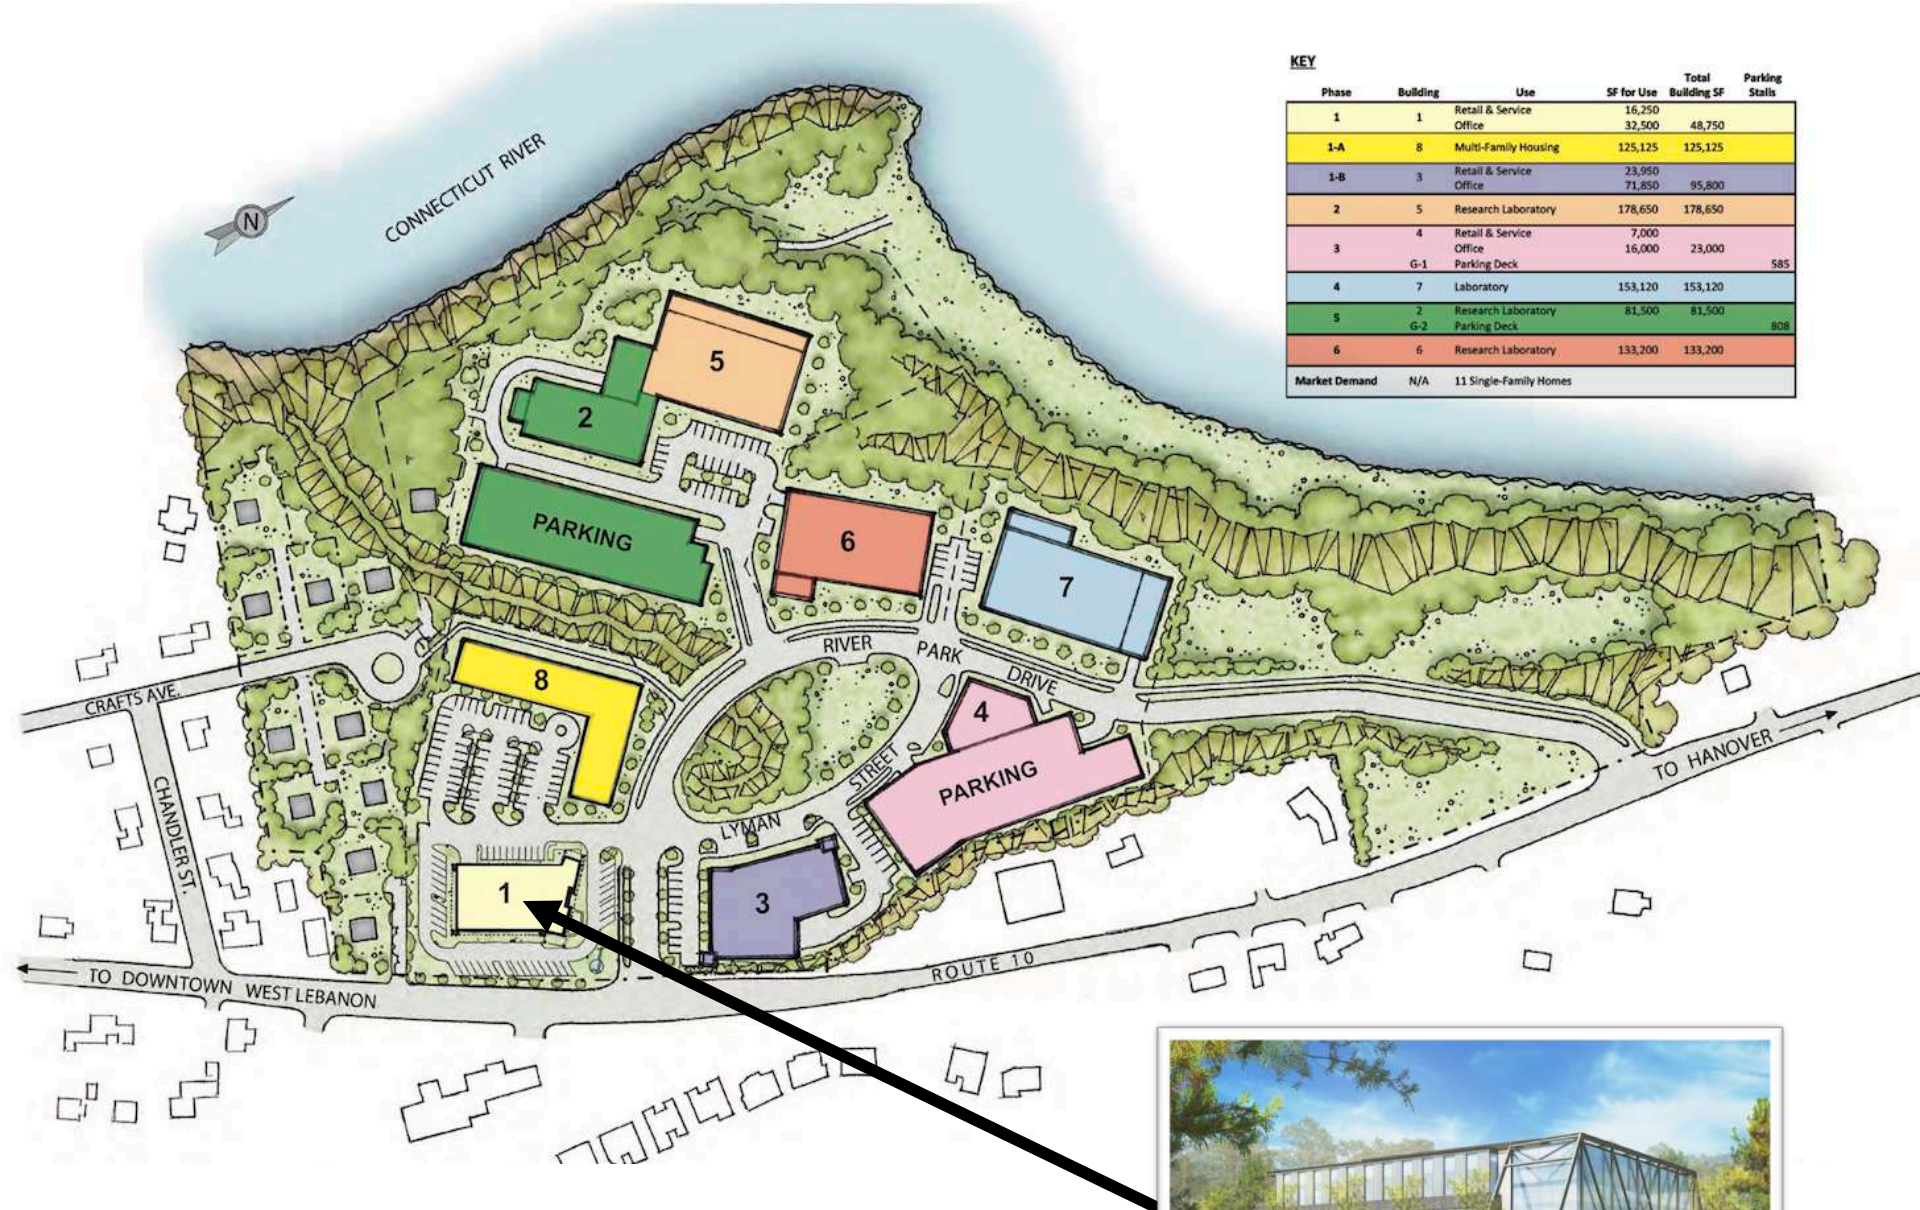 KEY
Phase Building Use SF for Use Total Building SF Parking Stalls
1 1 Retail & Service 16,250
Office 32,500 48,750
1-A 8 Multi-Family Housing 125,125 125,125
1-B 3 Retail & Service 23,950
Office 71,850 95,800
2 5 Research Laboratory 178,650 178,650
3 4 Retail & Service 7,000
Office 16,000 23,000
G-1 Parking Deck 585
4 7 Laboratory 153,120 153,120
5 2 Research Laboratory 81,500 81,500
G-2 Parking Deck 808
6 6 Research Laboratory 133,200 133,200
Market Demand N/A 11 Single-Family Homes
CONNECTICUT RIVER
N
5
2
PARKING
6
7
RIVER PARK DRIVE
8
4
CRAFTS AVE.
PARKING
STREET
LYMAN
CHANDLER ST.
TO HANOVER
1
3
ROUTE 10
TO DOWNTOWN WEST LEBANON